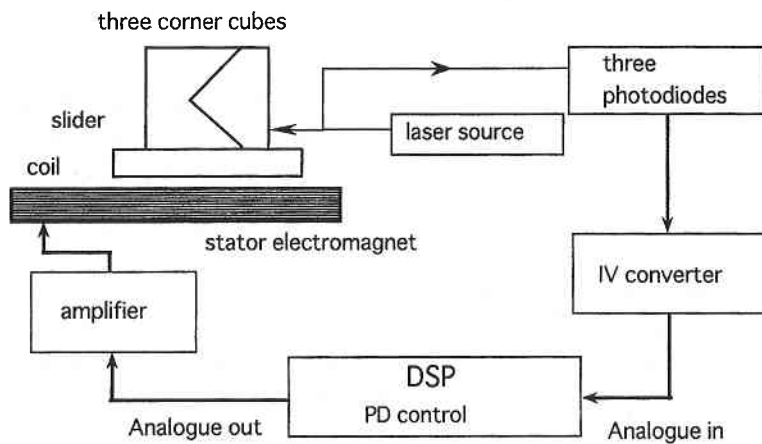 three corner cubes
three
photodiodes
slider
laser source
coil
stator electromagnet
IV converter
amplifier
DSP
PD control
Analogue out
Analogue in